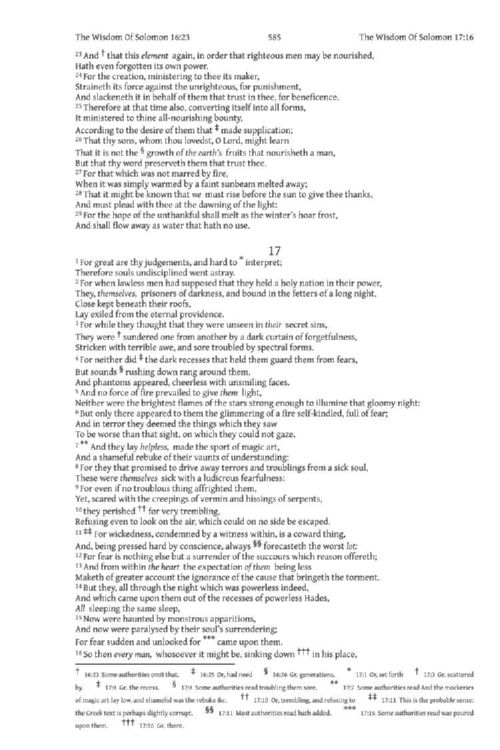 The Wisdom Of Solomon 16:23 585 The Wisdom Of Solomon 17:16
23 And † that this element again, in order that righteous men may be nourished,
Hath even forgotten its own power.
24 For the creation, ministering to thee its maker,
Straineth its force against the unrighteous, for punishment,
And slackeneth it in behalf of them that trust in thee, for beneficence.
25 Therefore at that time also, converting itself into all forms,
It ministered to thine all-nourishing bounty,
According to the desire of them that ‡ made supplication;
26 That thy sons, whom thou lovedst, O Lord, might learn
That it is not the § growth of the earth's fruits that nourisheth a man,
But that thy word preserveth them that trust thee.
27 For that which was not marred by fire,
When it was simply warmed by a faint sunbeam melted away;
28 That it might be known that we must rise before the sun to give thee thanks,
And must plead with thee at the dawning of the light:
29 For the hope of the unthankful shall melt as the winter's hoar frost,
And shall flow away as water that hath no use.
17
1 For great are thy judgements, and hard to * interpret;
Therefore souls undisciplined went astray.
2 For when lawless men had supposed that they held a holy nation in their power,
They, themselves, prisoners of darkness, and bound in the fetters of a long night,
Close kept beneath their roofs,
Lay exiled from the eternal providence.
3 For while they thought that they were unseen in their secret sins,
They were † sundered one from another by a dark curtain of forgetfulness,
Stricken with terrible awe, and sore troubled by spectral forms.
4 For neither did ‡ the dark recesses that held them guard them from fears,
But sounds § rushing down rang around them,
And phantoms appeared, cheerless with unsmiling faces.
5 And no force of fire prevailed to give them light,
Neither were the brightest flames of the stars strong enough to illumine that gloomy night:
6 But only there appeared to them the glimmering of a fire self-kindled, full of fear;
And in terror they deemed the things which they saw
To be worse than that sight, on which they could not gaze.
7 ** And they lay helpless, made the sport of magic art,
And a shameful rebuke of their vaunts of understanding:
8 For they that promised to drive away terrors and troublings from a sick soul,
These were themselves sick with a ludicrous fearfulness:
9 For even if no troublous thing affrighted them,
Yet, scared with the creepings of vermin and hissings of serpents,
10 they perished †† for very trembling,
Refusing even to look on the air, which could on no side be escaped.
11 ‡‡ For wickedness, condemned by a witness within, is a coward thing,
And, being pressed hard by conscience, always §§ forecasteth the worst lot:
12 For fear is nothing else but a surrender of the succours which reason offereth;
13 And from within the heart the expectation of them being less
Maketh of greater account the ignorance of the cause that bringeth the torment.
14 But they, all through the night which was powerless indeed,
And which came upon them out of the recesses of powerless Hades,
All sleeping the same sleep,
15 Now were haunted by monstrous apparitions,
And now were paralysed by their soul's surrendering;
For fear sudden and unlooked for *** came upon them.
16 So then every man, whosoever it might be, sinking down ††† in his place,
† 16:23 Some authorities omit that. ‡ 16:25 Or, had need § 16:26 Gr. generations. * 17:1 Or, set forth † 17:3 Gr. scattered
by. ‡ 17:4 Gr. the recess. § 17:4 Some authorities read troubling them sore. ** 17:7 Some authorities read And the mockeries
of magic art lay low, and shameful was the rebuke &c. †† 17:10 Or, trembling, and refusing to ‡‡ 17:11 This is the probable sense:
the Greek text is perhaps slightly corrupt. §§ 17:11 Most authorities read hath added. *** 17:15 Some authorities read was poured
upon them. ††† 17:16 Gr. there.